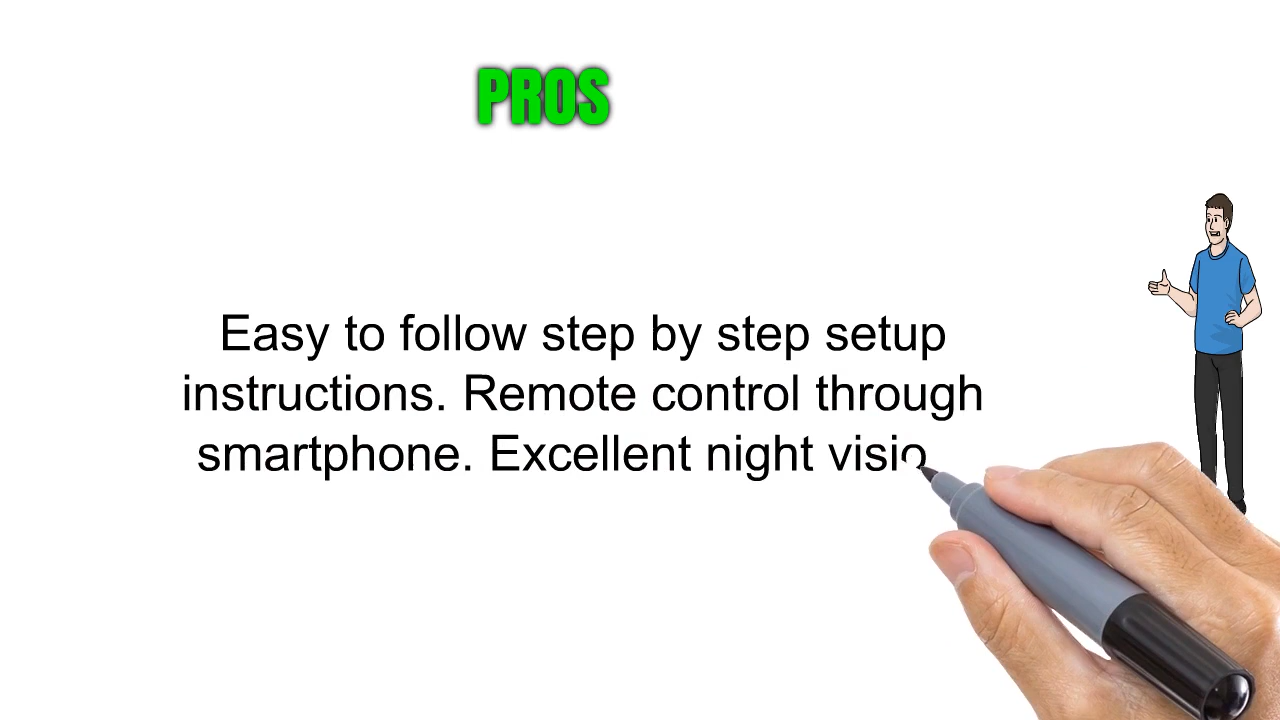 PROS
Easy to follow step by step setup
instructions. Remote control through
smartphone. Excellent night visio